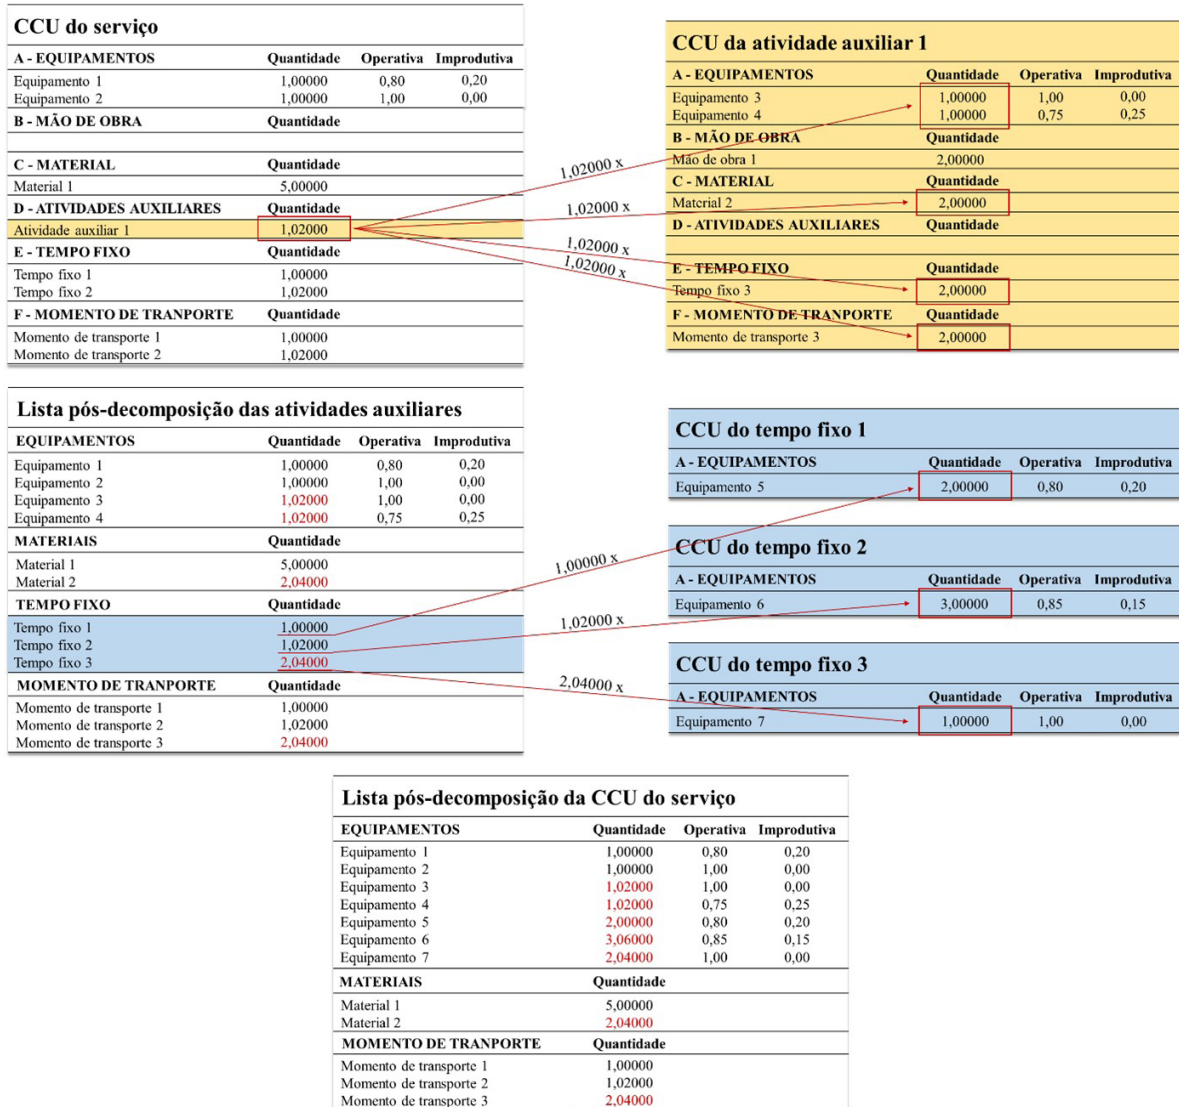 CCU do serviço
A - EQUIPAMENTOS Quantidade Operativa Improdutiva
Equipamento 1 1,00000 0,80 0,20
Equipamento 2 1,00000 1,00 0,00
B - MÃO DE OBRA Quantidade
C - MATERIAL Quantidade
Material 1 5,00000
D - ATIVIDADES AUXILIARES Quantidade
Atividade auxiliar 1 1,02000
E - TEMPO FIXO Quantidade
Tempo fixo 1 1,00000
Tempo fixo 2 1,02000
F - MOMENTO DE TRANPORTE Quantidade
Momento de transporte 1 1,00000
Momento de transporte 2 1,02000
1,02000 x
1,02000 x
1,02000 x
1,02000 x
CCU da atividade auxiliar 1
A - EQUIPAMENTOS Quantidade Operativa Improdutiva
Equipamento 3 1,00000 1,00 0,00
Equipamento 4 1,00000 0,75 0,25
B - MÃO DE OBRA Quantidade
Mão de obra 1 2,00000
C - MATERIAL Quantidade
Material 2 2,00000
D - ATIVIDADES AUXILIARES Quantidade
E - TEMPO FIXO Quantidade
Tempo fixo 3 2,00000
F - MOMENTO DE TRANPORTE Quantidade
Momento de transporte 3 2,00000
Lista pós-decomposição das atividades auxiliares
EQUIPAMENTOS Quantidade Operativa Improdutiva
Equipamento 1 1,00000 0,80 0,20
Equipamento 2 1,00000 1,00 0,00
Equipamento 3 1,02000 1,00 0,00
Equipamento 4 1,02000 0,75 0,25
MATERIAIS Quantidade
Material 1 5,00000
Material 2 2,04000
TEMPO FIXO Quantidade
Tempo fixo 1 1,00000
Tempo fixo 2 1,02000
Tempo fixo 3 2,04000
MOMENTO DE TRANPORTE Quantidade
Momento de transporte 1 1,00000
Momento de transporte 2 1,02000
Momento de transporte 3 2,04000
1,00000 x
1,02000 x
2,04000 x
CCU do tempo fixo 1
A - EQUIPAMENTOS Quantidade Operativa Improdutiva
Equipamento 5 2,00000 0,80 0,20
CCU do tempo fixo 2
A - EQUIPAMENTOS Quantidade Operativa Improdutiva
Equipamento 6 3,00000 0,85 0,15
CCU do tempo fixo 3
A - EQUIPAMENTOS Quantidade Operativa Improdutiva
Equipamento 7 1,00000 1,00 0,00
Lista pós-decomposição da CCU do serviço
EQUIPAMENTOS Quantidade Operativa Improdutiva
Equipamento 1 1,00000 0,80 0,20
Equipamento 2 1,00000 1,00 0,00
Equipamento 3 1,02000 1,00 0,00
Equipamento 4 1,02000 0,75 0,25
Equipamento 5 2,00000 0,80 0,20
Equipamento 6 3,06000 0,85 0,15
Equipamento 7 2,04000 1,00 0,00
MATERIAIS Quantidade
Material 1 5,00000
Material 2 2,04000
MOMENTO DE TRANPORTE Quantidade
Momento de transporte 1 1,00000
Momento de transporte 2 1,02000
Momento de transporte 3 2,04000